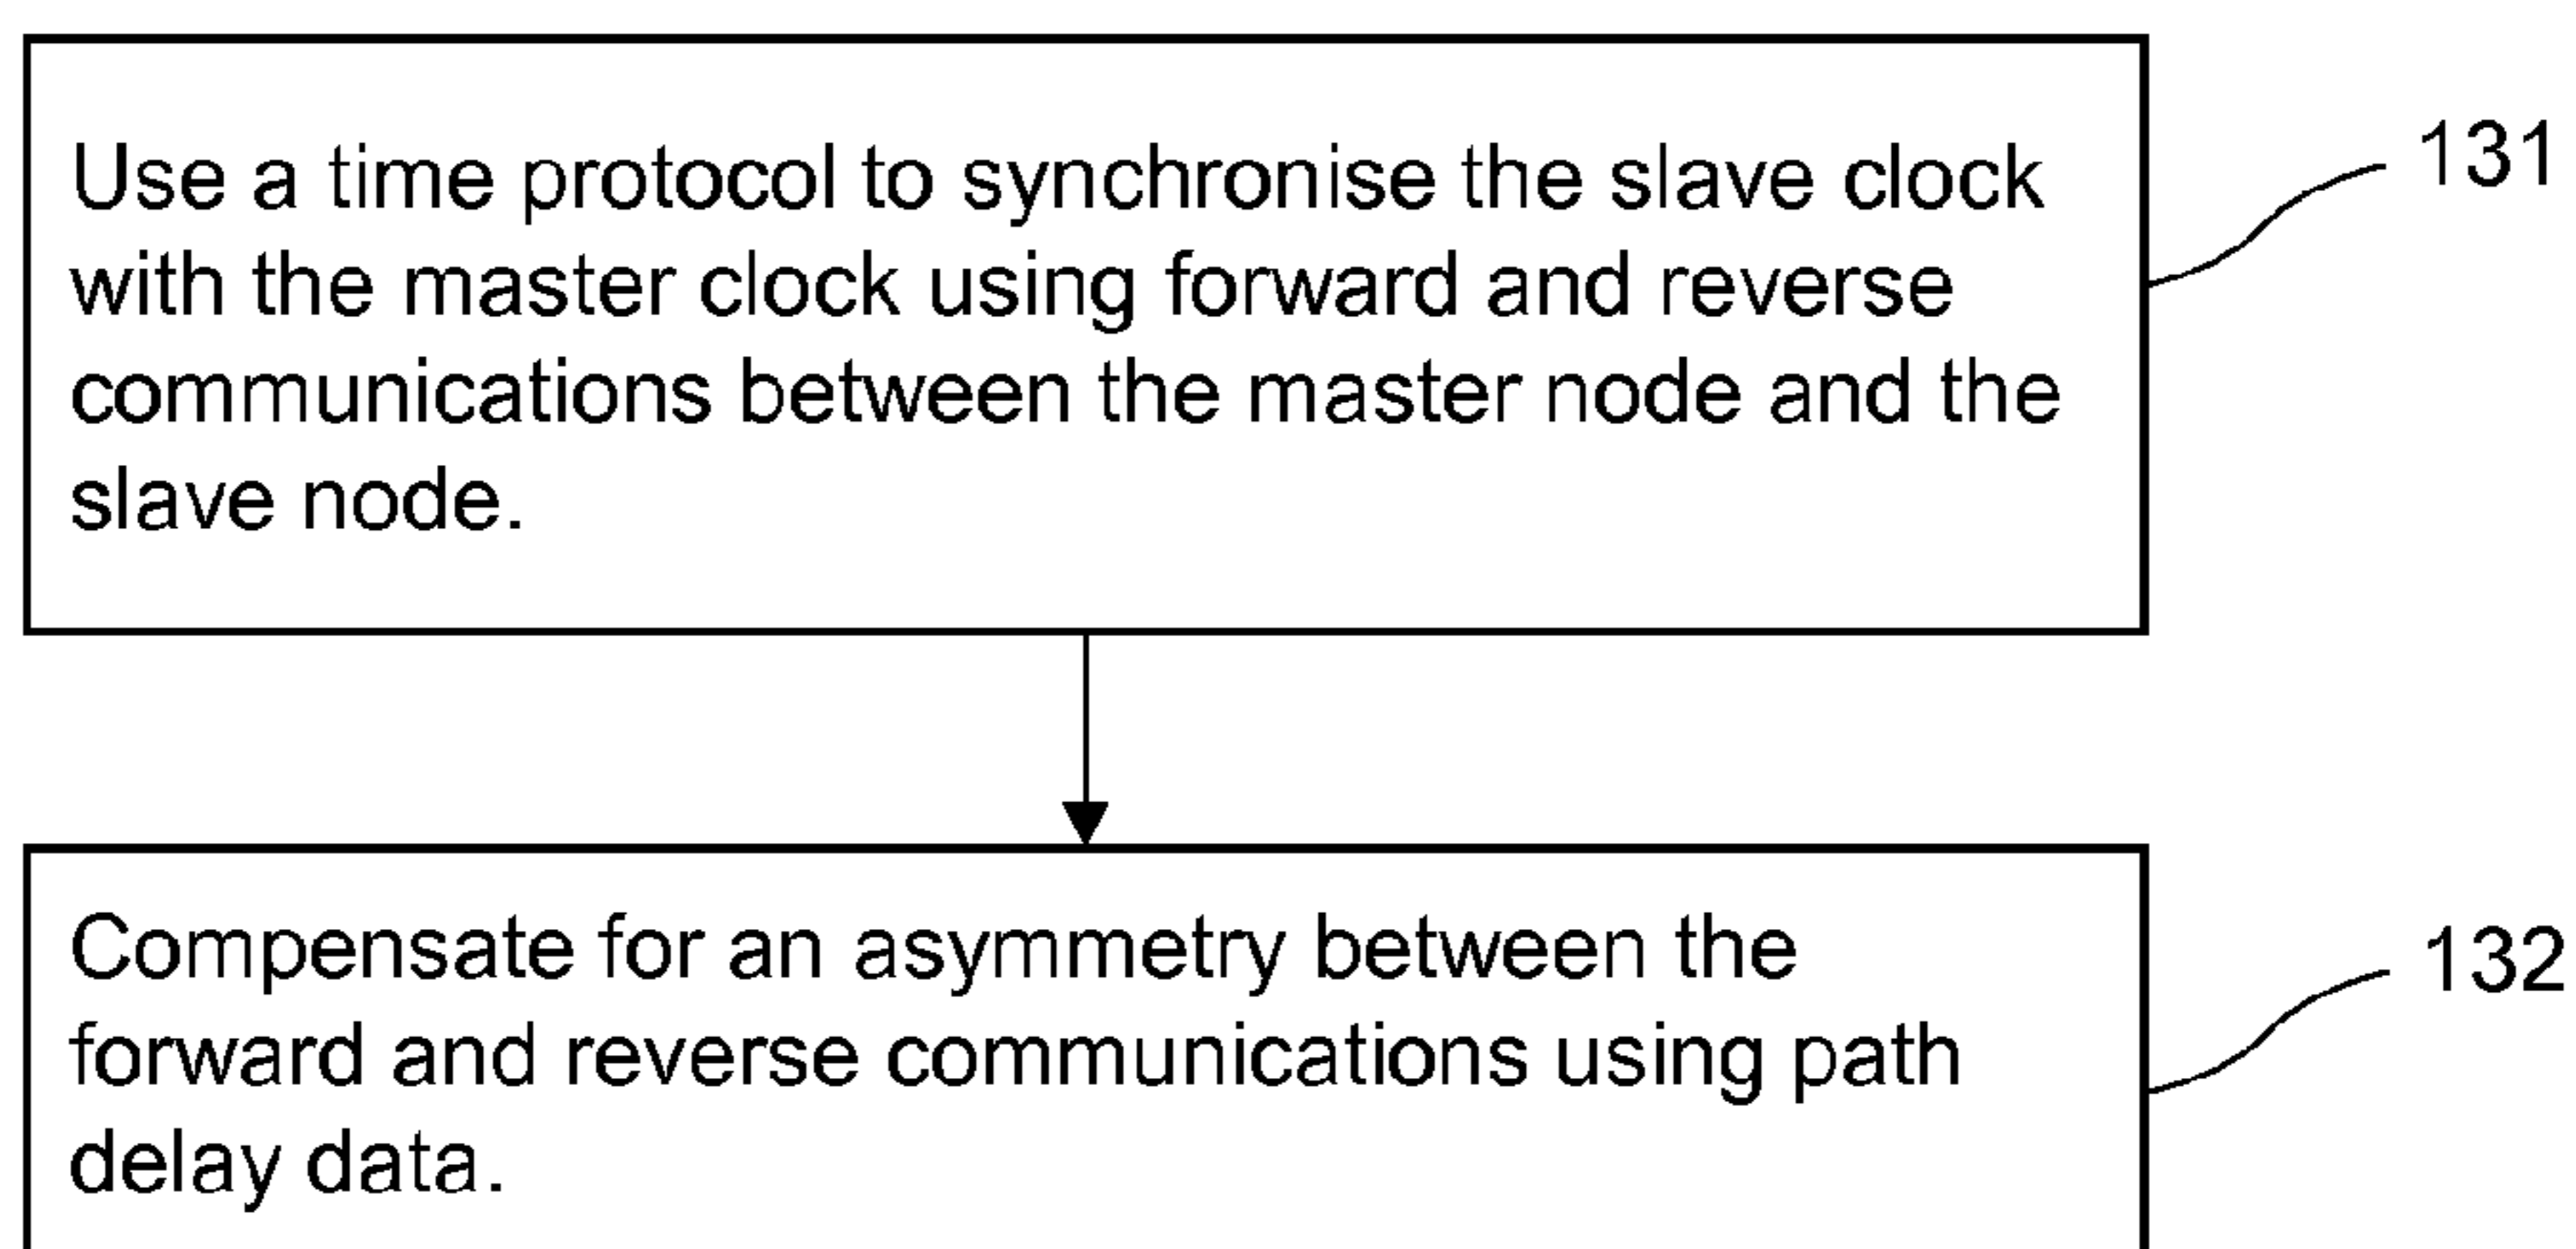 Use a time protocol to synchronise the slave clock
with the master clock using forward and reverse
communications between the master node and the
slave node.
131
Compensate for an asymmetry between the
forward and reverse communications using path
delay data.
132